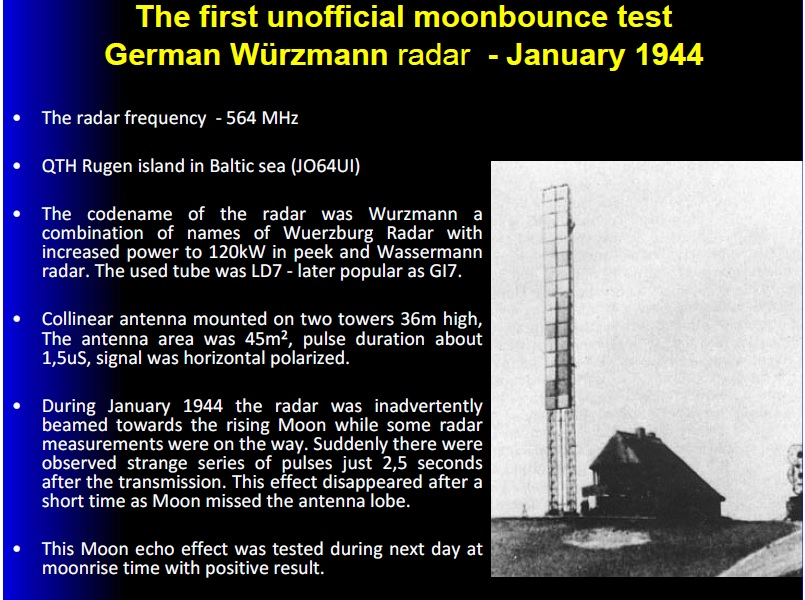 The first unofficial moonbounce test
German Würzmann radar - January 1944
• The radar frequency - 564 MHz
• QTH Rugen island in Baltic sea (JO64UI)
• The codename of the radar was Wurzmann a
combination of names of Wuerzburg Radar with
increased power to 120kW in peek and Wassermann
radar. The used tube was LD7 - later popular as GI7.
• Collinear antenna mounted on two towers 36m high,
The antenna area was 45m², pulse duration about
1,5uS, signal was horizontal polarized.
• During January 1944 the radar was inadvertently
beamed towards the rising Moon while some radar
measurements were on the way. Suddenly there were
observed strange series of pulses just 2,5 seconds
after the transmission. This effect disappeared after a
short time as Moon missed the antenna lobe.
• This Moon echo effect was tested during next day at
moonrise time with positive result.